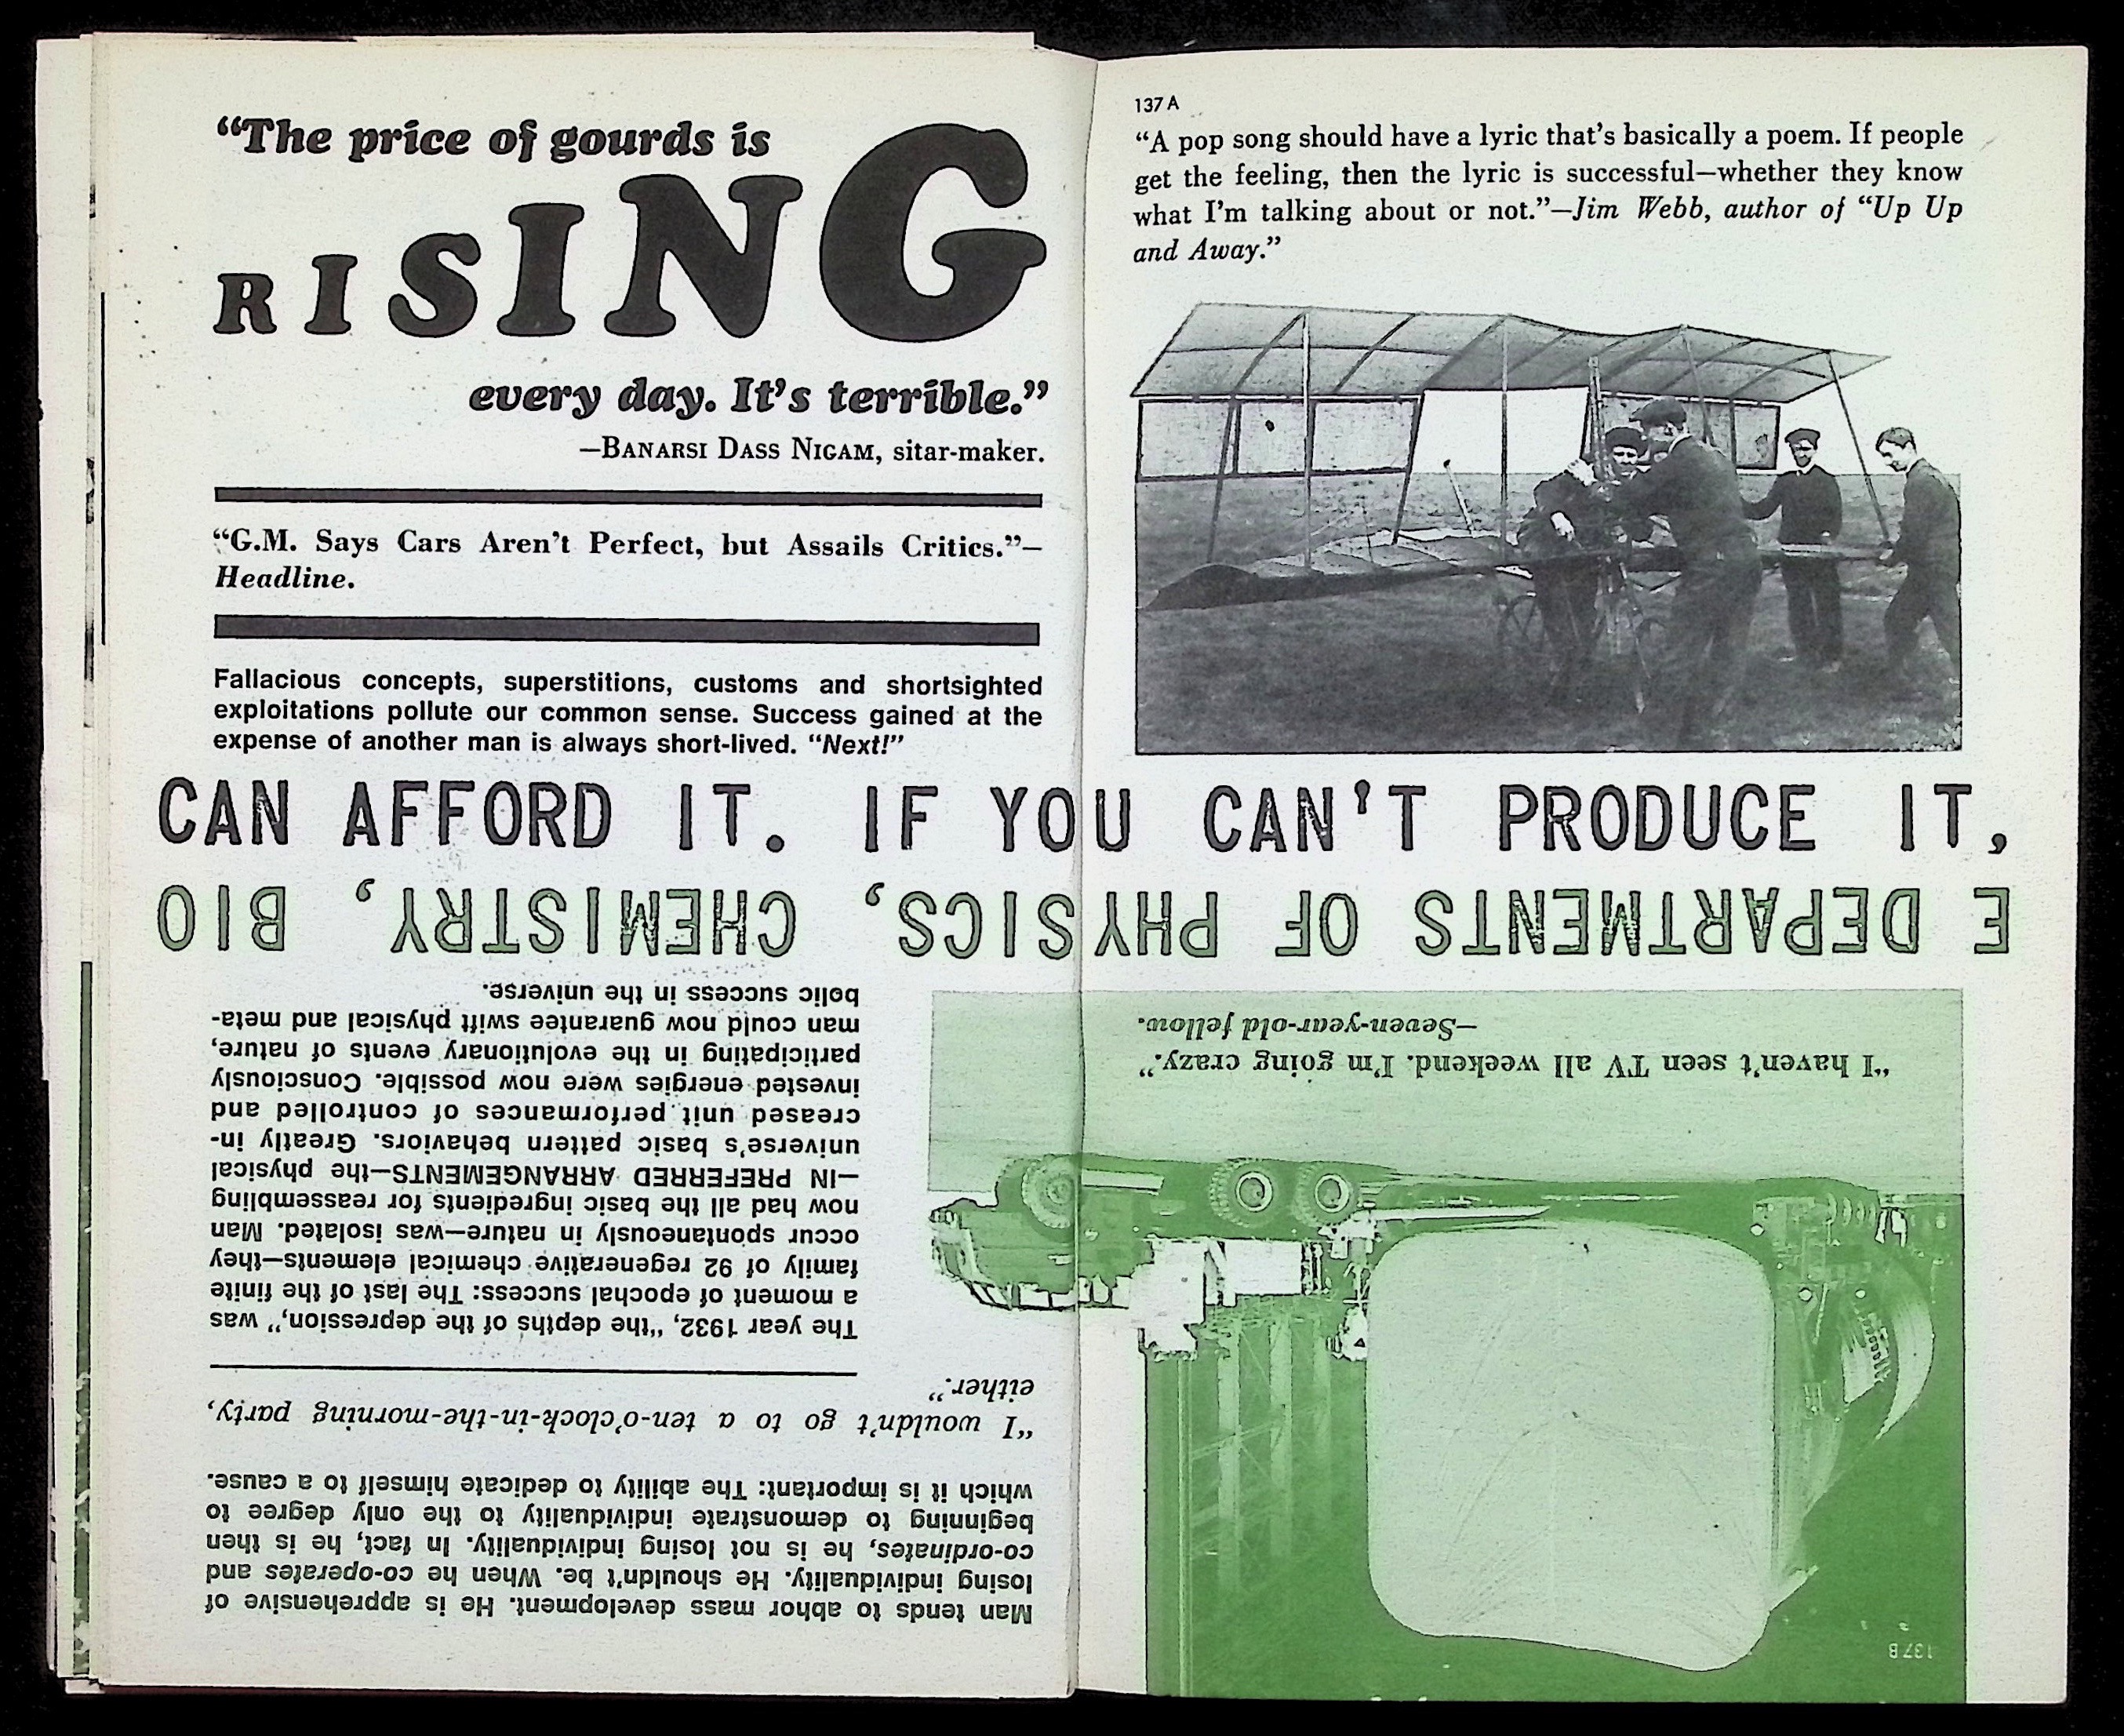 “The price of gourds is
RISING
every day. It’s terrible.”
—BANARSI DASS NIGAM, sitar-maker.
“G.M. Says Cars Aren’t Perfect, but Assails Critics.”—
Headline.
Fallacious concepts, superstitions, customs and shortsighted
exploitations pollute our common sense. Success gained at the
expense of another man is always short-lived. “Next!”
137 A
“A pop song should have a lyric that’s basically a poem. If people
get the feeling, then the lyric is successful—whether they know
what I’m talking about or not.”—Jim Webb, author of “Up Up
and Away.”
CAN AFFORD IT. IF YOU CAN’T PRODUCE IT,
E DEPARTMENTS OF PHYSICS, CHEMISTRY, BIO
137 B
“I haven’t seen TV all weekend. I’m going crazy.”
—Seven-year-old fellow.
Man tends to abhor mass development. He is apprehensive of
losing individuality. He shouldn’t be. When he co-operates and
co-ordinates, he is not losing individuality. In fact, he is then
beginning to demonstrate individuality to the only degree to
which it is important: The ability to dedicate himself to a cause.
“I wouldn’t go to a ten-o’clock-in-the-morning party,
either.”
The year 1932, “the depths of the depression,” was
a moment of epochal success: The last of the finite
family of 92 regenerative chemical elements—they
occur spontaneously in nature—was isolated. Man
now had all the basic ingredients for reassembling
—IN PREFERRED ARRANGEMENTS—the physical
universe’s basic pattern behaviors. Greatly in-
creased unit performances of controlled and
invested energies were now possible. Consciously
participating in the evolutionary events of nature,
man could now guarantee swift physical and meta-
bolic success in the universe.